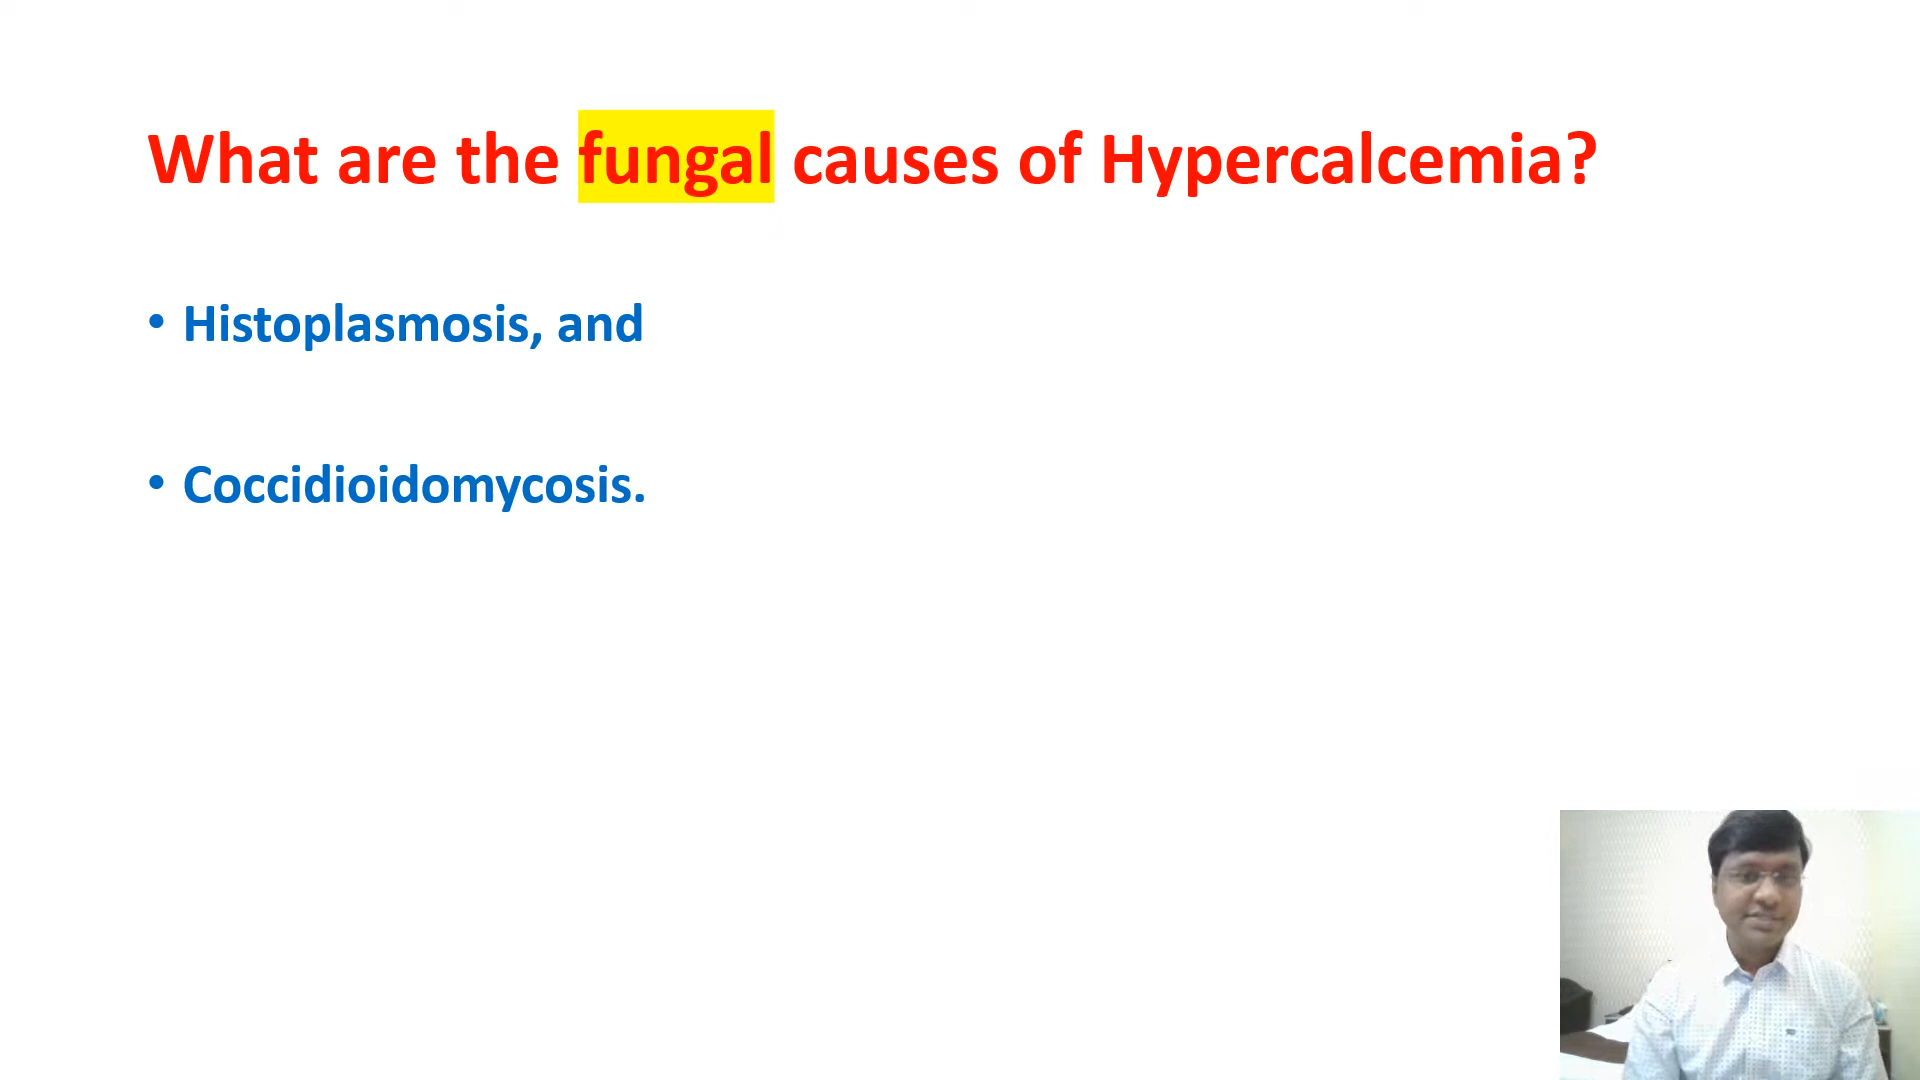 What are the fungal causes of Hypercalcemia?
• Histoplasmosis, and
• Coccidioidomycosis.